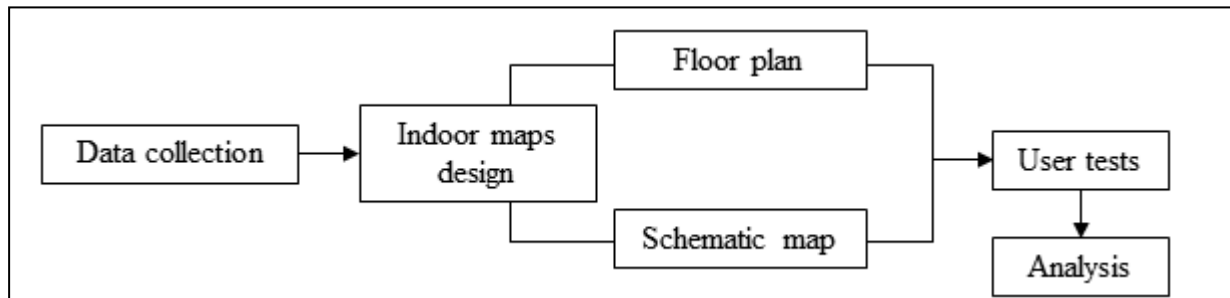 Data collection
Indoor maps
design
Floor plan
Schematic map
User tests
Analysis